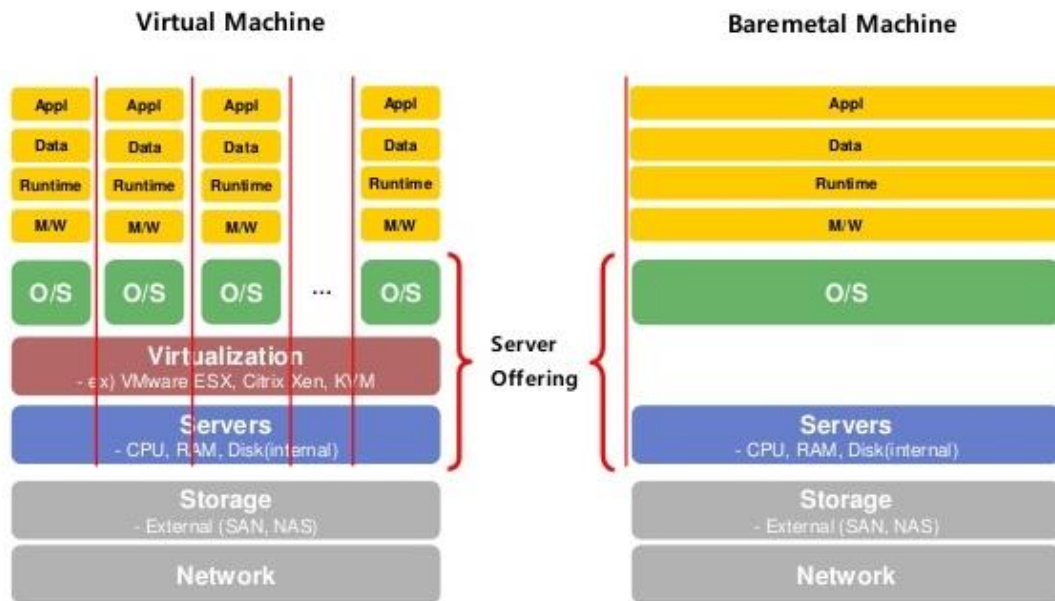 Virtual Machine
Appl Appl Appl Appl
Data Data Data Data
Runtime Runtime Runtime Runtime
M/W M/W M/W M/W
O/S O/S O/S ... O/S
Virtualization
- ex) VMware ESX, Citrix Xen, KVM
Servers
- CPU, RAM, Disk(internal)
Storage
- External (SAN, NAS)
Network
Server
Offering
Baremetal Machine
Appl
Data
Runtime
M/W
O/S
Servers
- CPU, RAM, Disk(internal)
Storage
- External (SAN, NAS)
Network